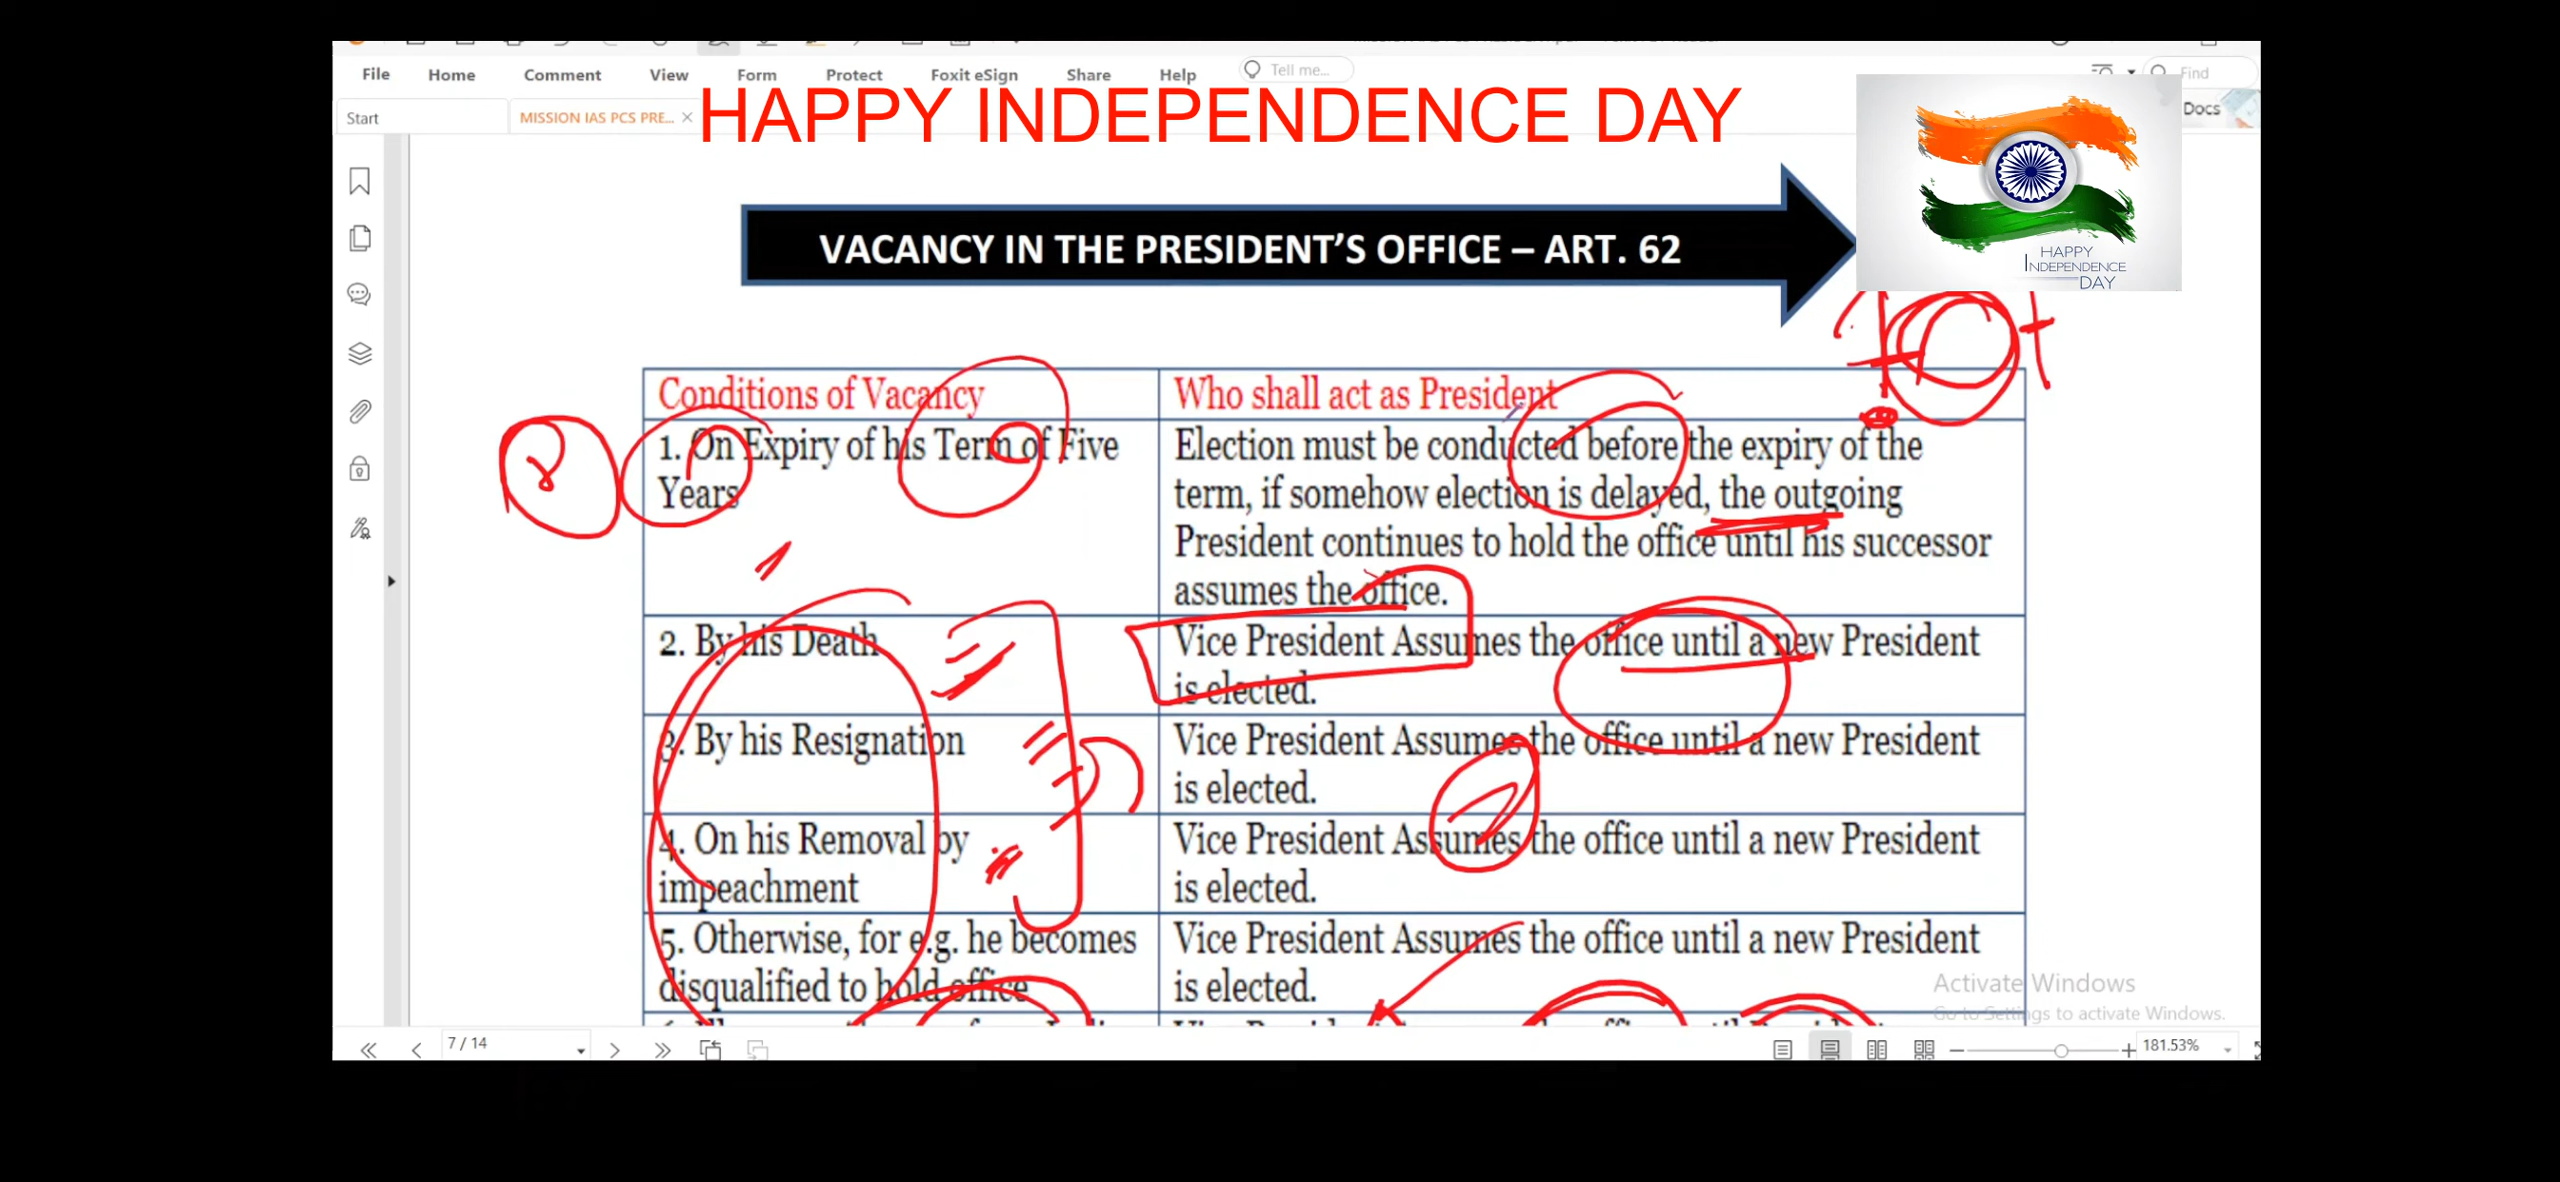 File Home Comment View Form Protect Foxit eSign Share Help Tell me... Find
Start MISSION IAS PCS PRE... Docs
HAPPY INDEPENDENCE DAY
VACANCY IN THE PRESIDENT'S OFFICE – ART. 62
HAPPY
INDEPENDENCE
DAY
Conditions of Vacancy
Who shall act as President
1. On Expiry of his Term of Five
Years
Election must be conducted before the expiry of the
term, if somehow election is delayed, the outgoing
President continues to hold the office until his successor
assumes the office.
2. By his Death
Vice President Assumes the office until a new President
is elected.
3. By his Resignation
Vice President Assumes the office until a new President
is elected.
4. On his Removal by
impeachment
Vice President Assumes the office until a new President
is elected.
5. Otherwise, for e.g. he becomes
disqualified to hold office
Vice President Assumes the office until a new President
is elected.
Activate Windows
Go to Settings to activate Windows.
7 / 14
181.53%